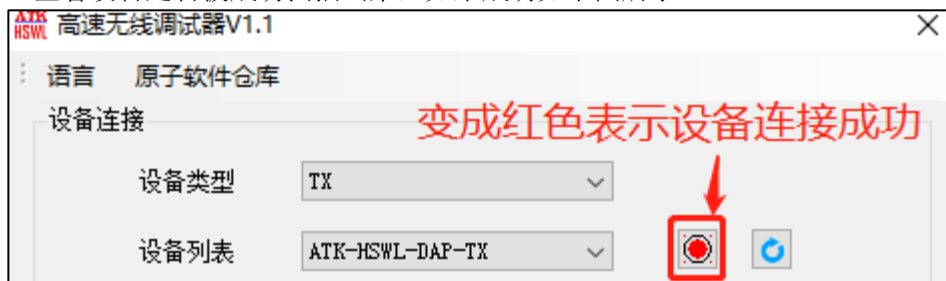 ATK
HSWL 高速无线调试器V1.1
语言 原子软件仓库
设备连接
变成红色表示设备连接成功
设备类型 TX
设备列表 ATK-HSWL-DAP-TX